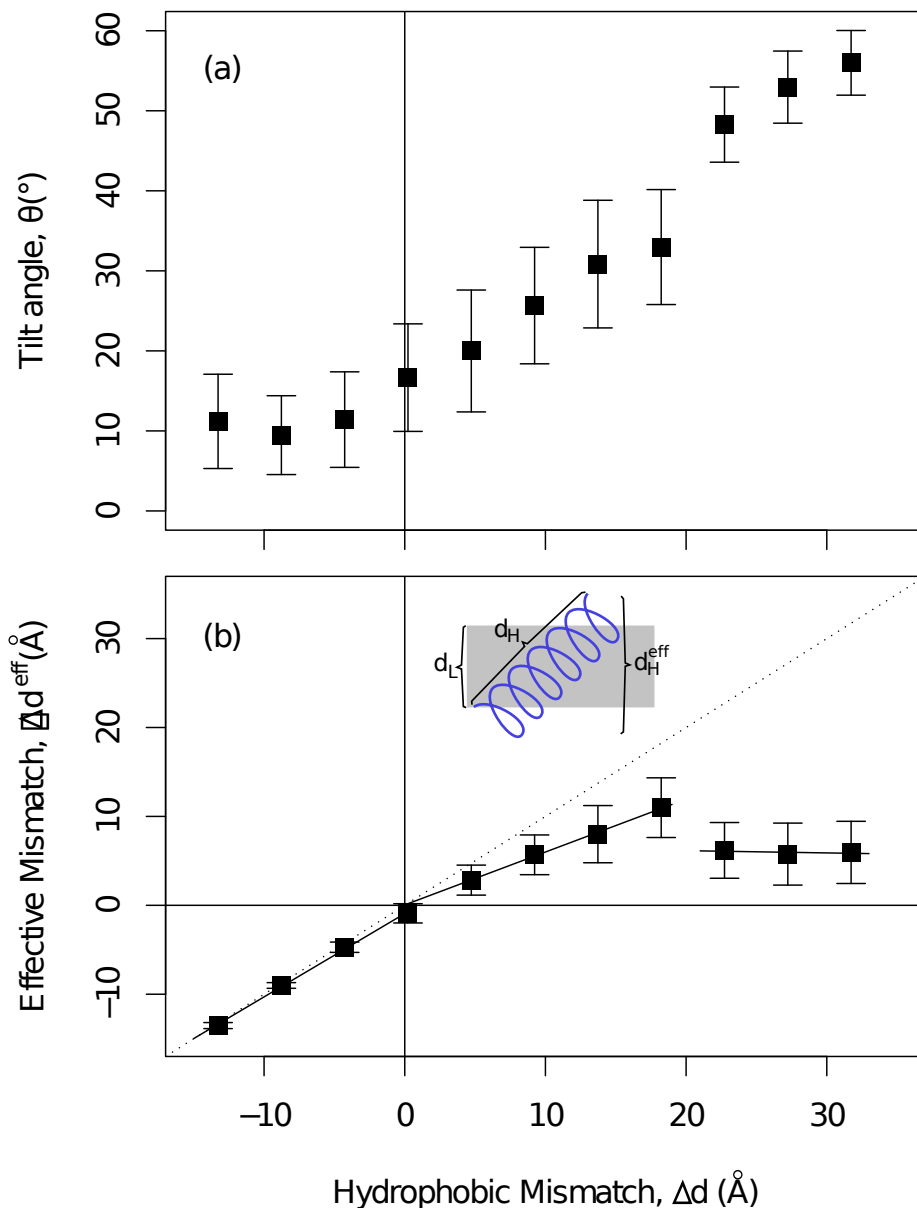 (a)
Tilt angle, θ(°)
60
50
40
30
20
10
0
(b)
Effective Mismatch, Δd^eff(Å)
30
20
10
0
−10
d_L
d_H
d_H^eff
−10 0 10 20 30
Hydrophobic Mismatch, Δd (Å)